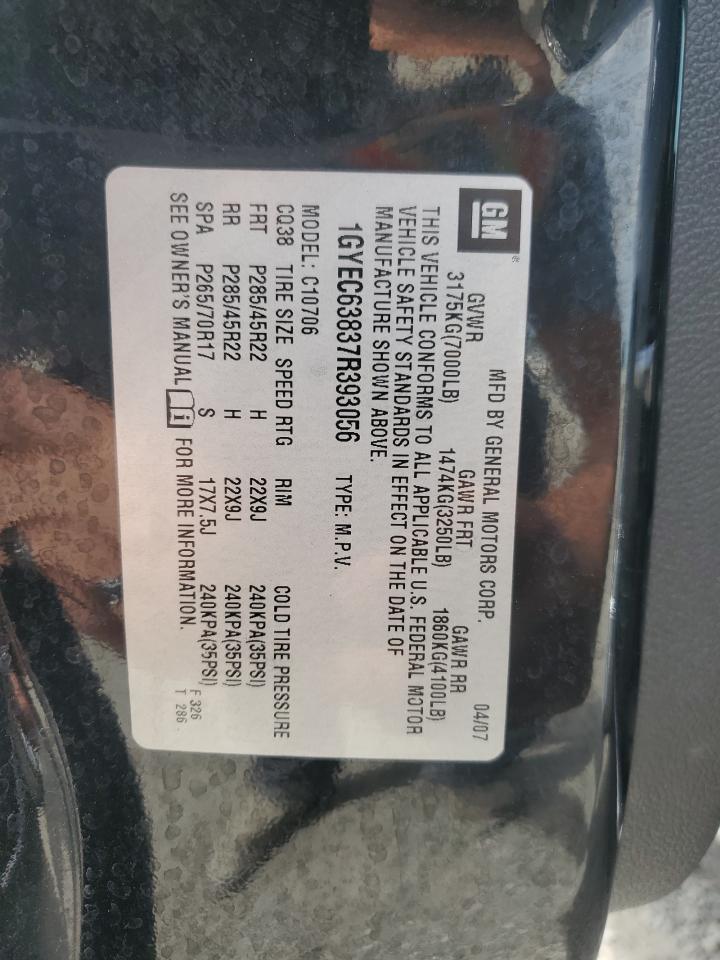 GM®
MFD BY GENERAL MOTORS CORP. 04/07
GVWR GAWR FRT GAWR RR
3175KG(7000LB) 1474KG(3250LB) 1860KG(4100LB)
THIS VEHICLE CONFORMS TO ALL APPLICABLE U.S. FEDERAL MOTOR
VEHICLE SAFETY STANDARDS IN EFFECT ON THE DATE OF
MANUFACTURE SHOWN ABOVE.
1GYEC63837R393056 TYPE: M.P.V.
MODEL: C10706
CQ38 TIRE SIZE SPEED RTG RIM COLD TIRE PRESSURE
FRT P285/45R22 H 22X9J 240KPA(35PSI)
RR P285/45R22 H 22X9J 240KPA(35PSI)
SPA P265/70R17 S 17X7.5J 240KPA(35PSI)
SEE OWNER'S MANUAL i FOR MORE INFORMATION.
F 326
T 286